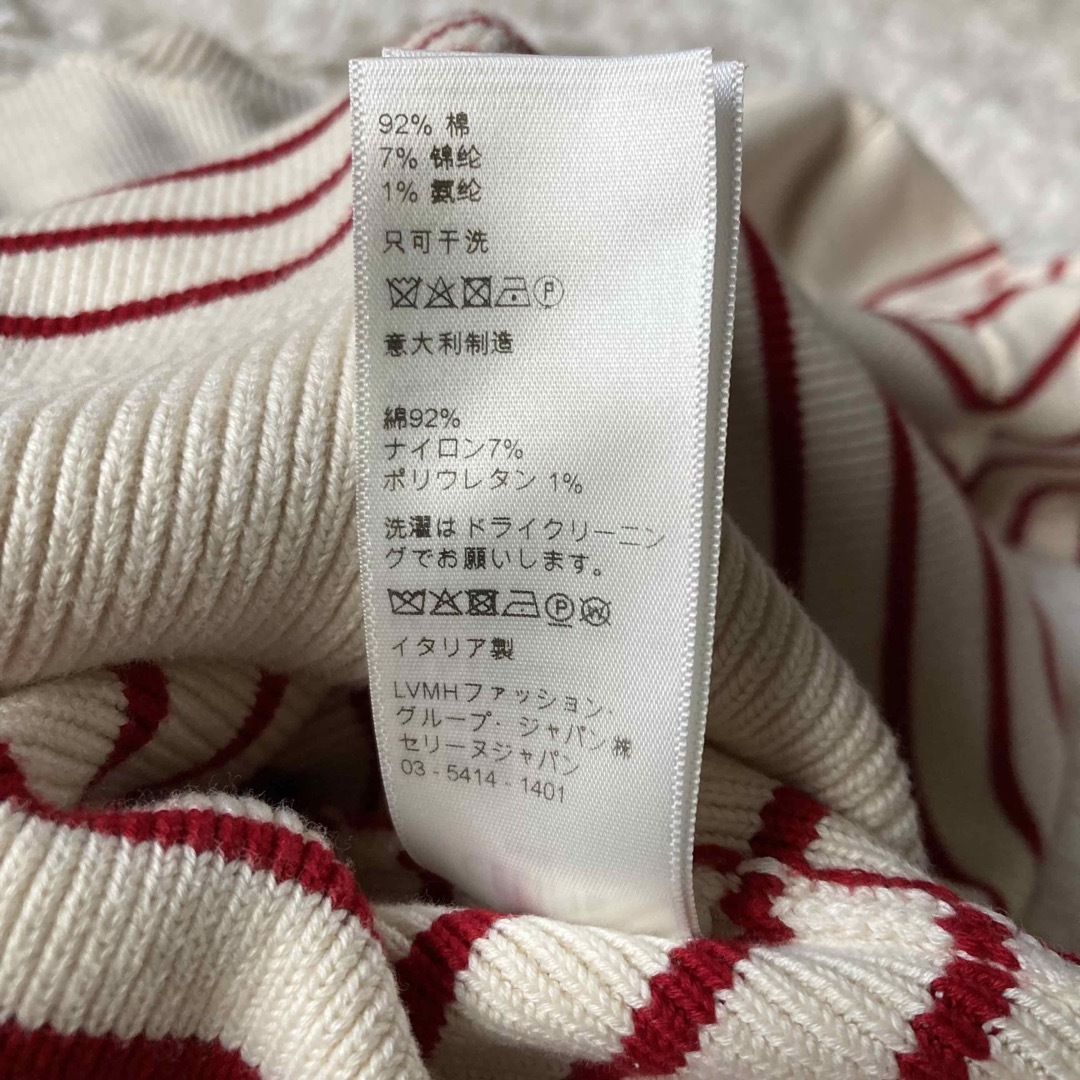 92% 棉
7% 锦纶
1% 氨纶
只可干洗
P
意大利制造
綿92%
ナイロン7%
ポリウレタン 1%
洗濯はドライクリーニン
グでお願いします。
P W
イタリア製
LVMHファッション・
グループ・ジャパン㈱
セリーヌジャパン
03 - 5414 - 1401